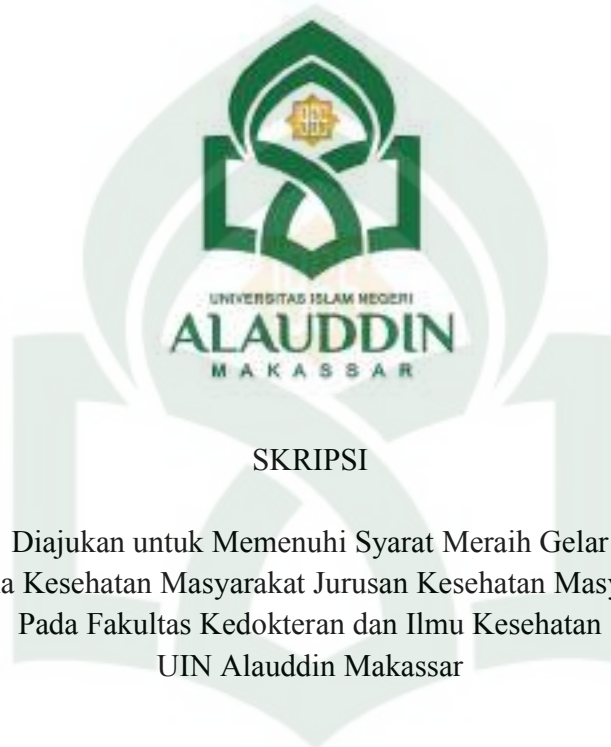 UNIVERSITAS ISLAM NEGERI
ALAUDDIN
MAKASSAR
SKRIPSI
Diajukan untuk Memenuhi Syarat Meraih Gelar
a Kesehatan Masyarakat Jurusan Kesehatan Masy
Pada Fakultas Kedokteran dan Ilmu Kesehatan
UIN Alauddin Makassar